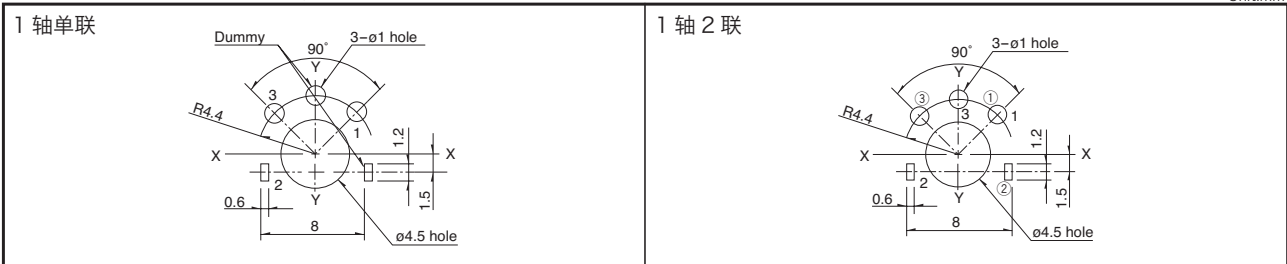 1 轴单联
Dummy
3-ø1 hole
90°
Y
3
1
R4.4
X
X
2
1.2
1.5
Y
0.6
8
ø4.5 hole
1 轴 2 联
3-ø1 hole
90°
Y
③
①
3
1
R4.4
X
X
2
②
1.2
1.5
Y
0.6
8
ø4.5 hole